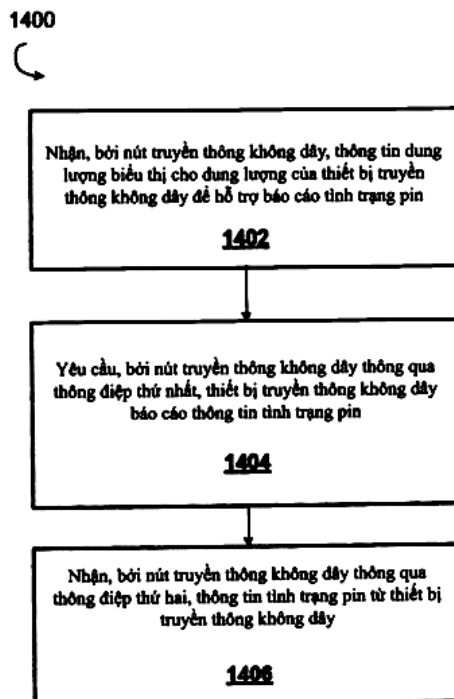 1400
Nhận, bởi nút truyền thông không dây, thông tin dung
lượng biểu thị cho dung lượng của thiết bị truyền
thông không dây để hỗ trợ báo cáo tình trạng pin
1402
Yêu cầu, bởi nút truyền thông không dây thông qua
thông điệp thứ nhất, thiết bị truyền thông không dây
báo cáo thông tin tình trạng pin
1404
Nhận, bởi nút truyền thông không dây thông qua
thông điệp thứ hai, thông tin tình trạng pin từ thiết bị
truyền thông không dây
1406